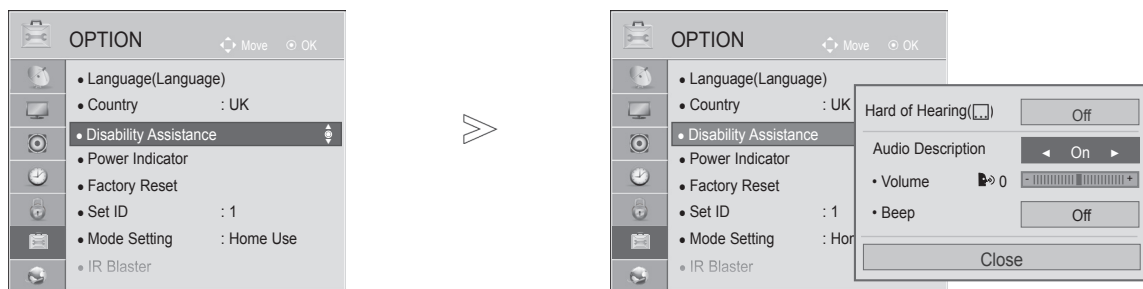 OPTION
Move OK
• Language(Language)
• Country : UK
• Disability Assistance
• Power Indicator
• Factory Reset
• Set ID : 1
• Mode Setting : Home Use
• IR Blaster
OPTION
Move OK
• Language(Language)
• Country : UK
• Disability Assistance
• Power Indicator
• Factory Reset
• Set ID : 1
• Mode Setting : Hor
• IR Blaster
Hard of Hearing( ) Off
Audio Description ◄ On ►
• Volume 0 - +
• Beep Off
Close